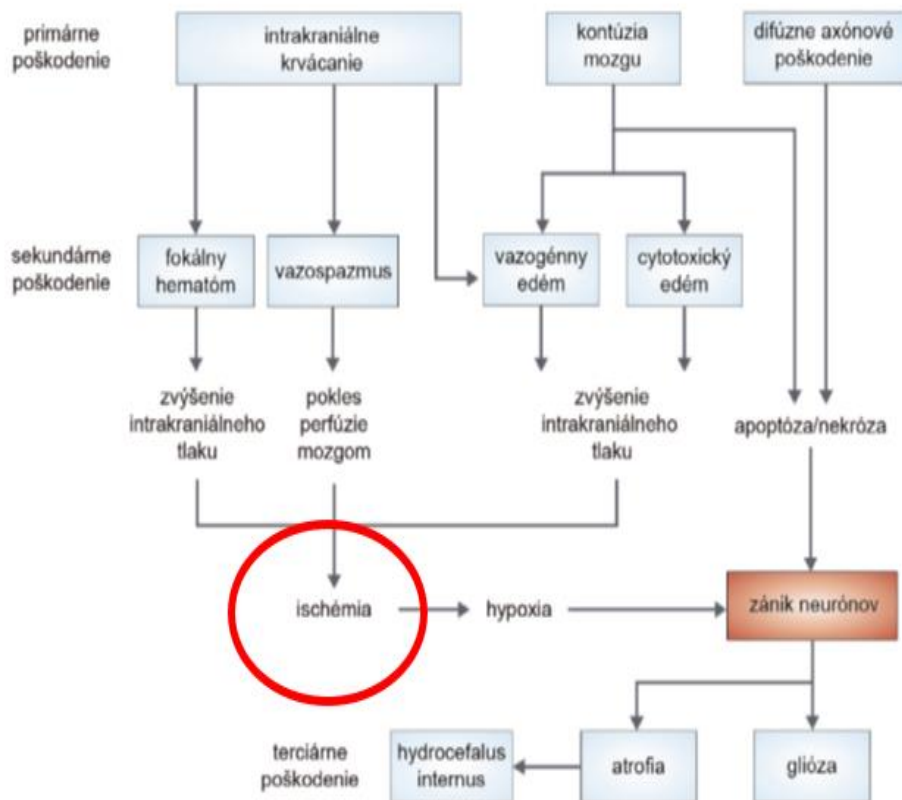 primárne
poškodenie
intrakraniálne
krvácanie
kontúzia
mozgu
difúzne axónové
poškodenie
sekundárne
poškodenie
fokálny
hematóm
vazospazmus
vazogénny
edém
cytotoxický
edém
zvýšenie
intrakraniálneho
tlaku
pokles
perfúzie
mozgom
zvýšenie
intrakraniálneho
tlaku
apoptóza/nekróza
ischémia
hypoxia
zánik neurónov
terciárne
poškodenie
hydrocefalus
internus
atrofia
glióza